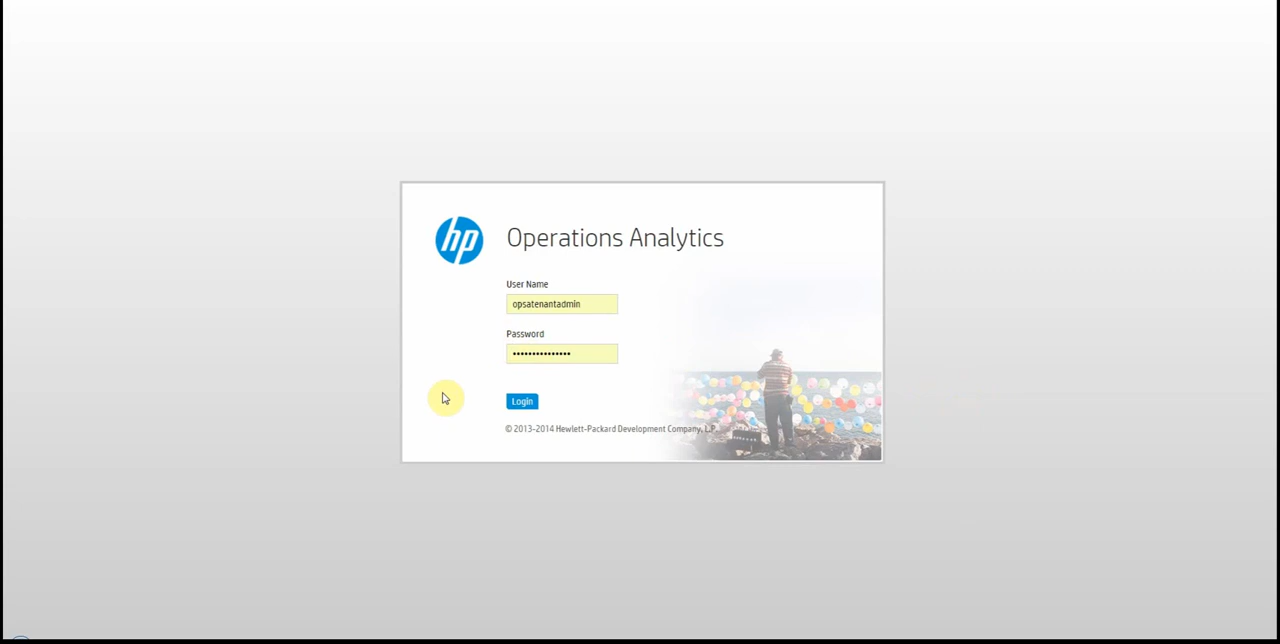 hp
Operations Analytics
User Name
opsatenantadmin
Password
•••••••••••••••
Login
© 2013-2014 Hewlett-Packard Development Company, L.P.